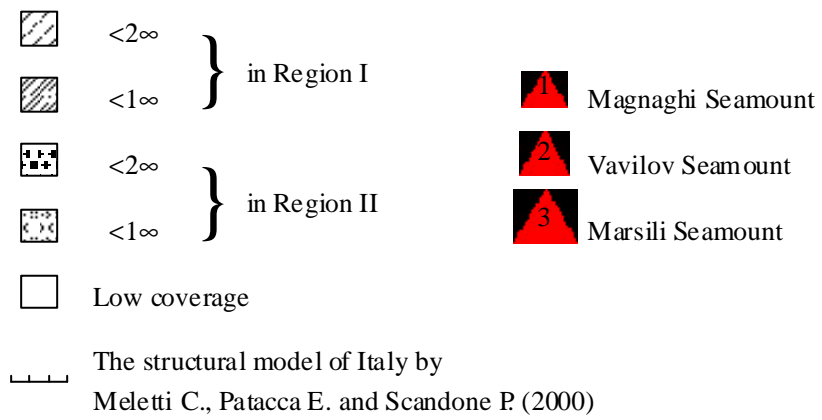 <2∞
} in Region I
<1∞
<2∞
} in Region II
<1∞
Low coverage
The structural model of Italy by
Meletti C., Patacca E. and Scandone P. (2000)
1 Magnaghi Seamount
2 Vavilov Seamount
3 Marsili Seamount